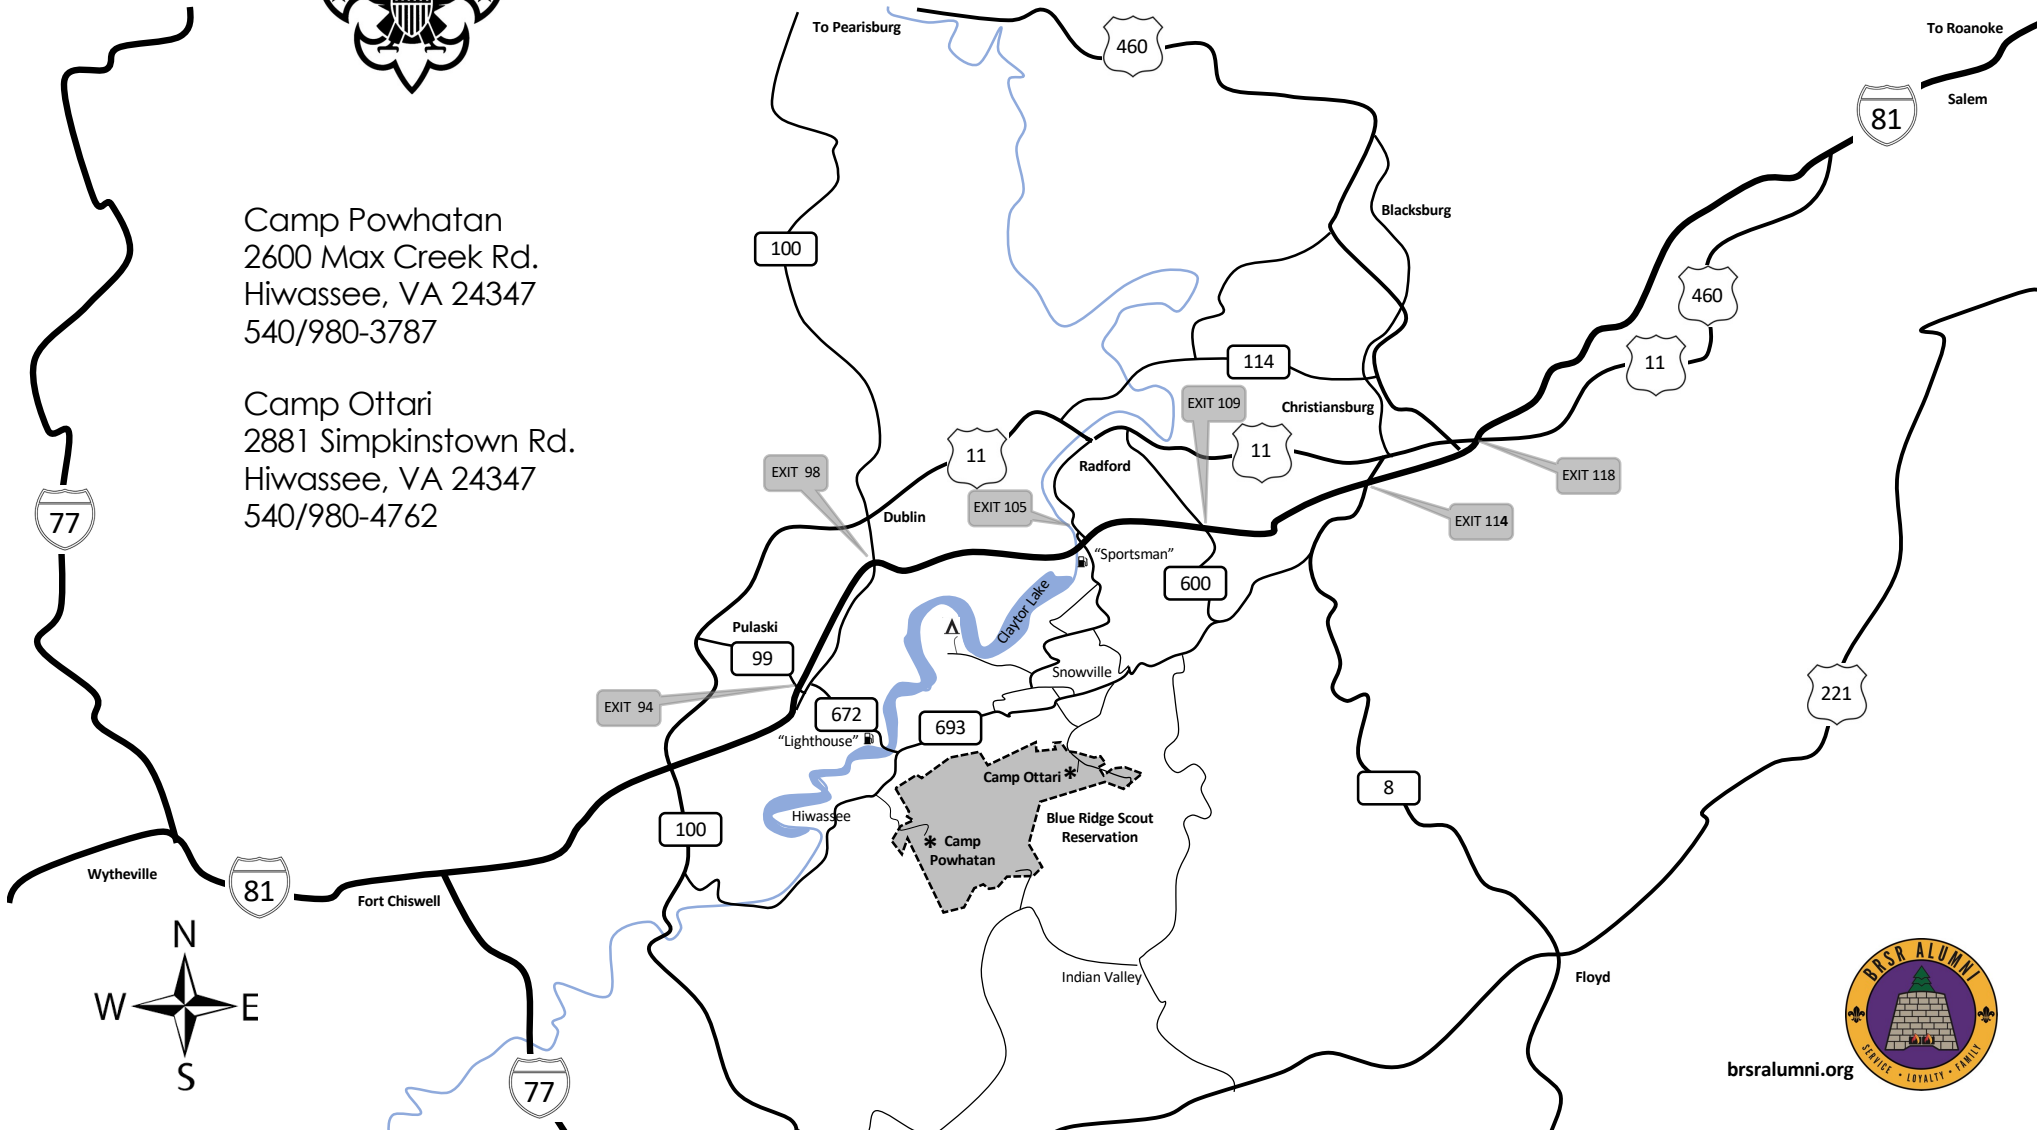 To Pearisburg
460
To Roanoke
Salem
81
Camp Powhatan
2600 Max Creek Rd.
Hiwassee, VA 24347
540/980-3787
Camp Ottari
2881 Simpkinstown Rd.
Hiwassee, VA 24347
540/980-4762
100
Blacksburg
460
11
114
EXIT 109
Christiansburg
11
11
Radford
EXIT 98
EXIT 105
EXIT 118
EXIT 114
Dublin
77
"Sportsman"
600
Claytor Lake
Pulaski
99
Snowville
221
EXIT 94
672
693
"Lighthouse"
Camp Ottari
8
Hiwassee
Blue Ridge Scout
Reservation
100
Camp
Powhatan
Wytheville
81
Fort Chiswell
N
W
E
S
Indian Valley
Floyd
77
BRSR ALUMNI
SERVICE • LOYALTY • FAMILY
brsralumni.org